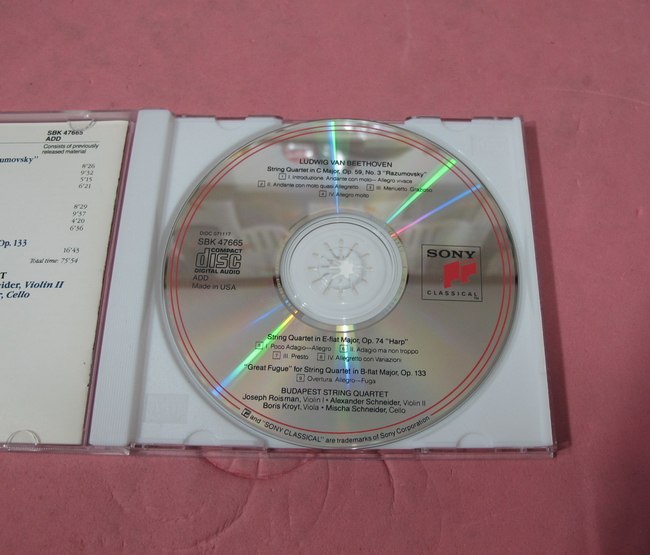 SBK 47665
ADD
Consists of previously
released material
zumovsky"
8'26
9'32
5'15
6'21
8'29
9'37
4'20
6'56
Op. 133
16'43
Total time: 75'54
T
neider, Violin II
r, Cello
LUDWIG VAN BEETHOVEN
String Quartet in C Major, Op. 59, No. 3 "Razumovsky"
1 I. Introduzione. Andante con moto—Allegro vivace
2 II. Andante con moto quasi Allegretto 3 III. Menuetto. Grazioso
4 IV. Allegro molto
DIDC 071117
SBK 47665
COMPACT
disc
DIGITAL AUDIO
ADD
Made in USA
SONY
CLASSICAL
String Quartet in E-flat Major, Op. 74 "Harp"
5 I. Poco Adagio—Allegro 6 II. Adagio ma non troppo
7 III. Presto 8 IV. Allegretto con Variazioni
"Great Fugue" for String Quartet in B-flat Major, Op. 133
9 Overtura. Allegro—Fuga
BUDAPEST STRING QUARTET
Joseph Roisman, Violin I • Alexander Schneider, Violin II
Boris Kroyt, Viola • Mischa Schneider, Cello
and "SONY CLASSICAL" are trademarks of Sony Corporation